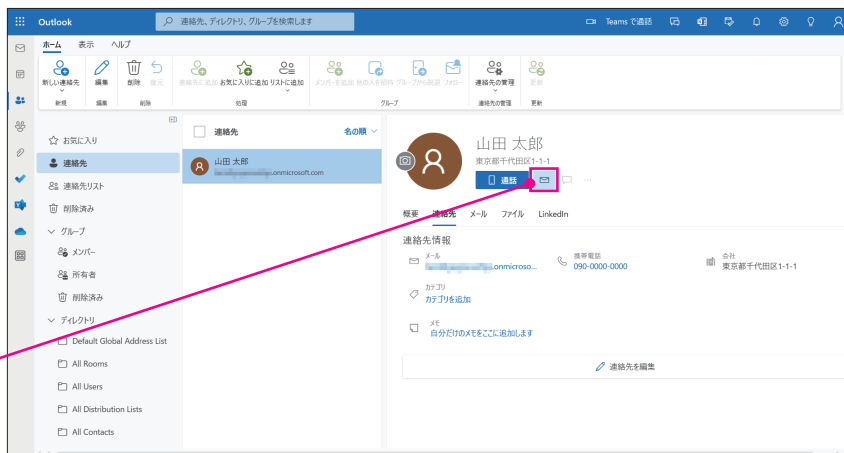 Outlook
連絡先、ディレクトリ、グループを検索します
Teams で通話
ホーム 表示 ヘルプ
新しい連絡先 編集 削除 復元 連絡先に追加 お気に入りに追加 リストに追加 メンバーを追加 他の人を招待 グループから脱退 フォロー 連絡先の管理 更新
新規 編集 削除 処理 グループ 連絡先の管理 更新
お気に入り
連絡先
連絡先リスト
削除済み
グループ
メンバー
所有者
削除済み
ディレクトリ
Default Global Address List
All Rooms
All Users
All Distribution Lists
All Contacts
連絡先 名の順
山田 太郎
.onmicrosoft.com
山田 太郎
東京都千代田区1-1-1
通話
概要 連絡先 メール ファイル LinkedIn
連絡先情報
メール
.onmicroso...
携帯電話
090-0000-0000
会社
東京都千代田区1-1-1
カテゴリ
カテゴリを追加
メモ
自分だけのメモをここに追加します
連絡先を編集